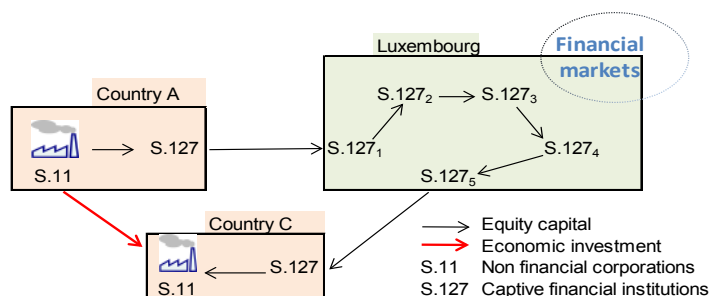 Luxembourg
Financial
markets
Country A
S.127₂
S.127₃
S.127
S.127₁
S.127₄
S.11
S.127₅
Country C
Equity capital
Economic investment
S.127
S.11
S.11 Non financial corporations
S.127 Captive financial institutions